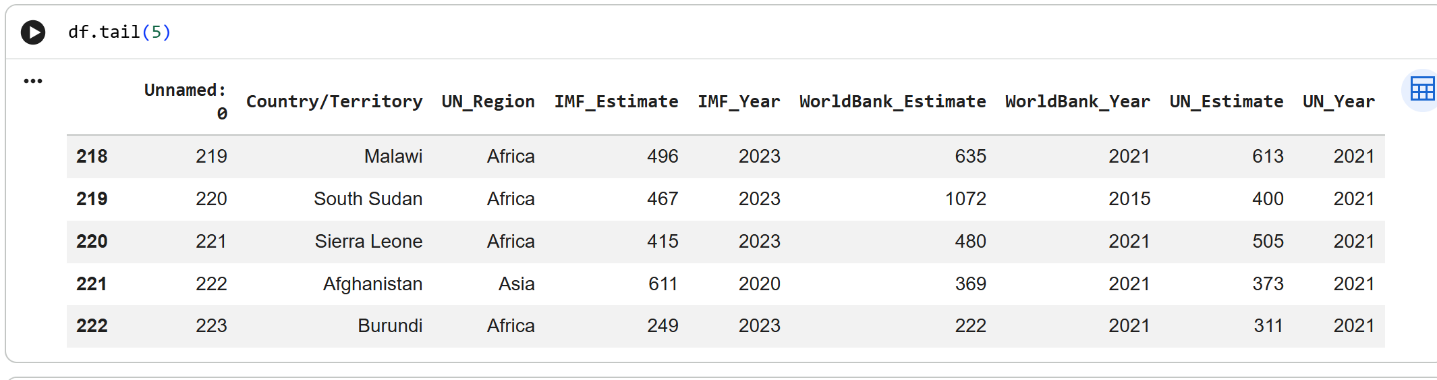 df.tail(5)
Unnamed: 0 Country/Territory UN_Region IMF_Estimate IMF_Year WorldBank_Estimate WorldBank_Year UN_Estimate UN_Year
218 219 Malawi Africa 496 2023 635 2021 613 2021
219 220 South Sudan Africa 467 2023 1072 2015 400 2021
220 221 Sierra Leone Africa 415 2023 480 2021 505 2021
221 222 Afghanistan Asia 611 2020 369 2021 373 2021
222 223 Burundi Africa 249 2023 222 2021 311 2021